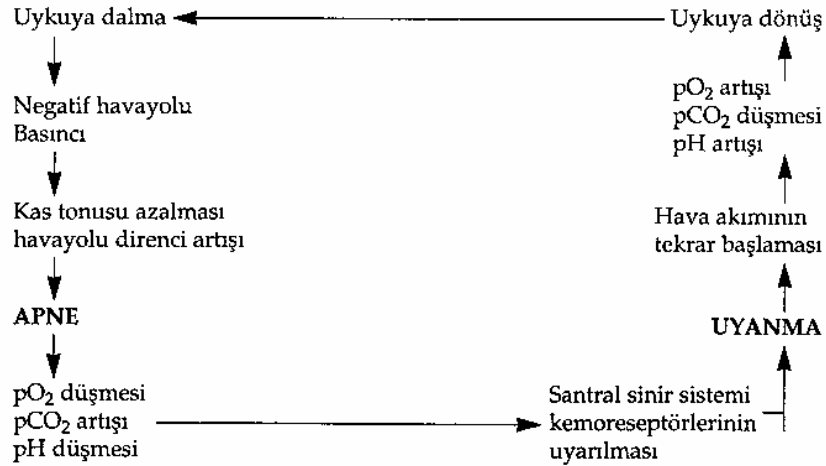 Uykuya dalma
Negatif havayolu
Basıncı
Kas tonusu azalması
havayolu direnci artışı
APNE
pO₂ düşmesi
pCO₂ artışı
pH düşmesi
Santral sinir sistemi
kemoreseptörlerinin
uyarılması
UYANMA
Hava akımının
tekrar başlaması
pO₂ artışı
pCO₂ düşmesi
pH artışı
Uykuya dönüş